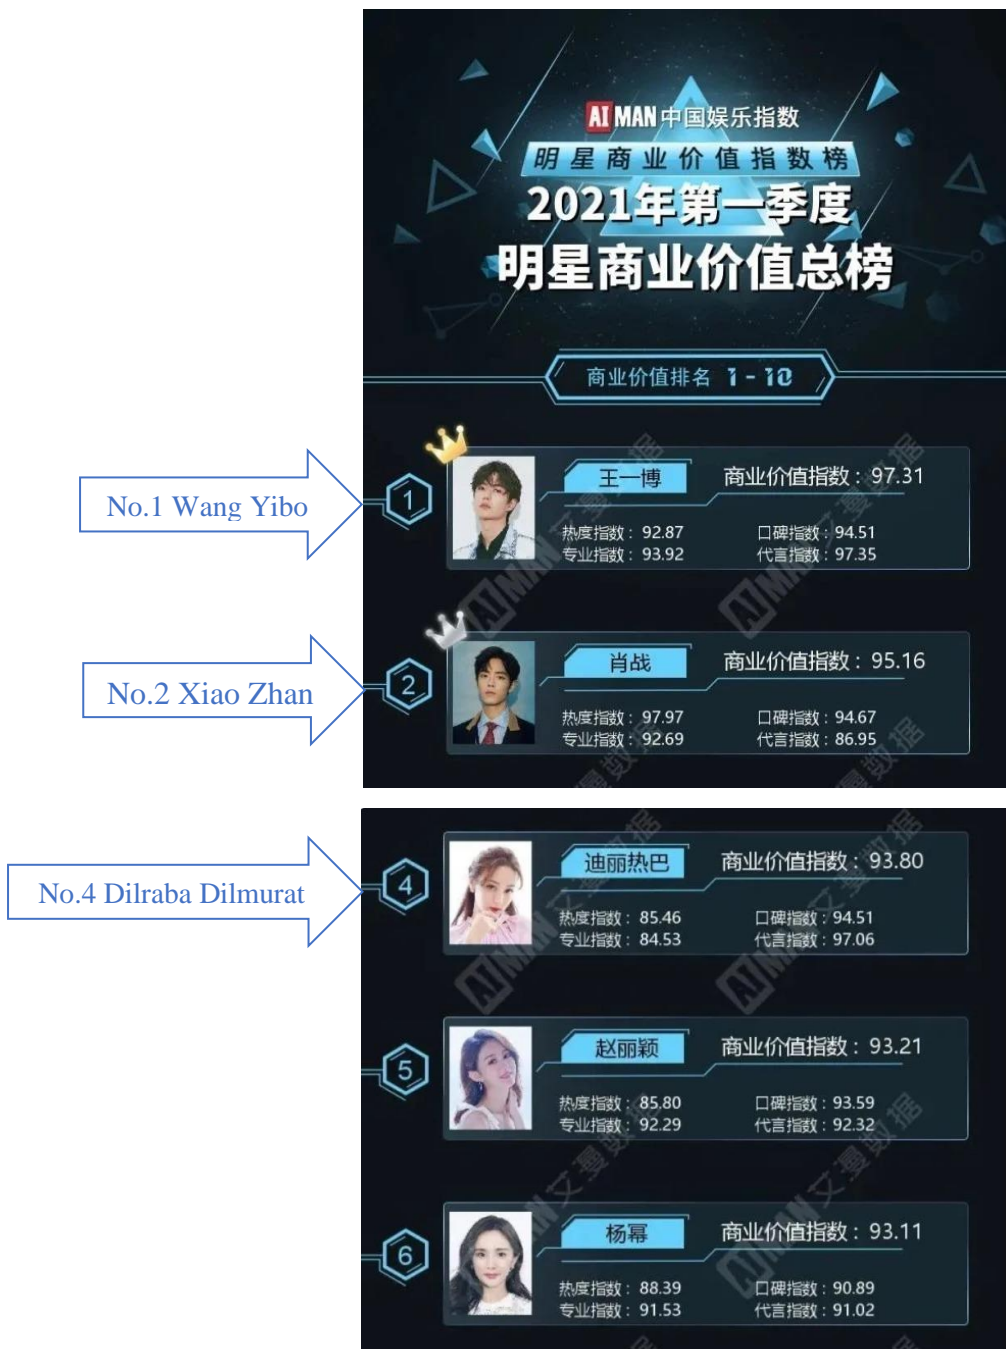 AI MAN 中国娱乐指数
明星商业价值指数榜
2021年第一季度
明星商业价值总榜
商业价值排名 1 - 10
No.1 Wang Yibo
1
王一博
商业价值指数：97.31
热度指数：92.87 口碑指数：94.51
专业指数：93.92 代言指数：97.35
No.2 Xiao Zhan
2
肖战
商业价值指数：95.16
热度指数：97.97 口碑指数：94.67
专业指数：92.69 代言指数：86.95
No.4 Dilraba Dilmurat
4
迪丽热巴
商业价值指数：93.80
热度指数：85.46 口碑指数：94.51
专业指数：84.53 代言指数：97.06
5
赵丽颖
商业价值指数：93.21
热度指数：85.80 口碑指数：93.59
专业指数：92.29 代言指数：92.32
6
杨幂
商业价值指数：93.11
热度指数：88.39 口碑指数：90.89
专业指数：91.53 代言指数：91.02
AIMAN艾曼数据